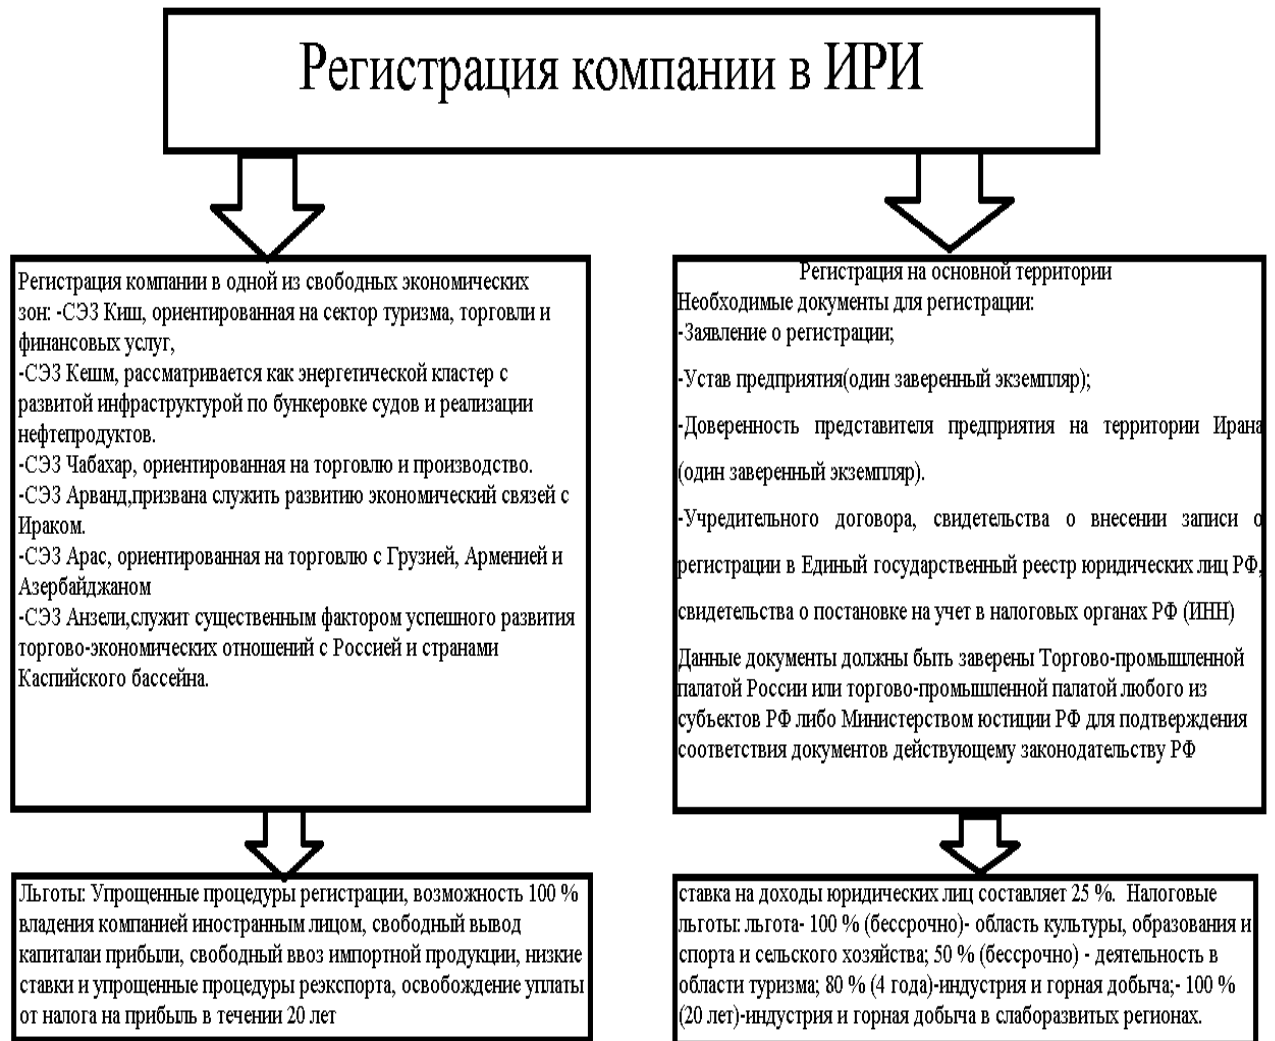 Регистрация компании в ИРИ
Регистрация компании в одной из свободных экономических
зон: -СЭЗ Киш, ориентированная на сектор туризма, торговли и
финансовых услуг,
-СЭЗ Кешм, рассматривается как энергетической кластер с
развитой инфраструктурой по бункеровке судов и реализации
нефтепродуктов.
-СЭЗ Чабахар, ориентированная на торговлю и производство.
-СЭЗ Арванд,призвана служить развитию экономический связей с
Ираком.
-СЭЗ Арас, ориентированная на торговлю с Грузией, Арменией и
Азербайджаном
-СЭЗ Анзели,служит существенным фактором успешного развития
торгово-экономических отношений с Россией и странами
Каспийского бассейна.
Льготы: Упрощенные процедуры регистрации, возможность 100 %
владения компанией иностранным лицом, свободный вывод
капиталаи прибыли, свободный ввоз импортной продукции, низкие
ставки и упрощенные процедуры реэкспорта, освобождение уплаты
от налога на прибыль в течении 20 лет
Регистрация на основной территории
Необходимые документы для регистрации:
-Заявление о регистрации;
-Устав предприятия(один заверенный экземпляр);
-Доверенность представителя предприятия на территории Ирана
(один заверенный экземпляр).
-Учредительного договора, свидетельства о внесении записи о
регистрации в Единый государственный реестр юридических лиц РФ,
свидетельства о постановке на учет в налоговых органах РФ (ИНН)
Данные документы должны быть заверены Торгово-промышленной
палатой России или торгово-промышленной палатой любого из
субъектов РФ либо Министерством юстиции РФ для подтверждения
соответствия документов действующему законодательству РФ
ставка на доходы юридических лиц составляет 25 %. Налоговые
льготы: льгота- 100 % (бессрочно)- область культуры, образования и
спорта и сельского хозяйства; 50 % (бессрочно) - деятельность в
области туризма; 80 % (4 года)-индустрия и горная добыча;- 100 %
(20 лет)-индустрия и горная добыча в слаборазвитых регионах.